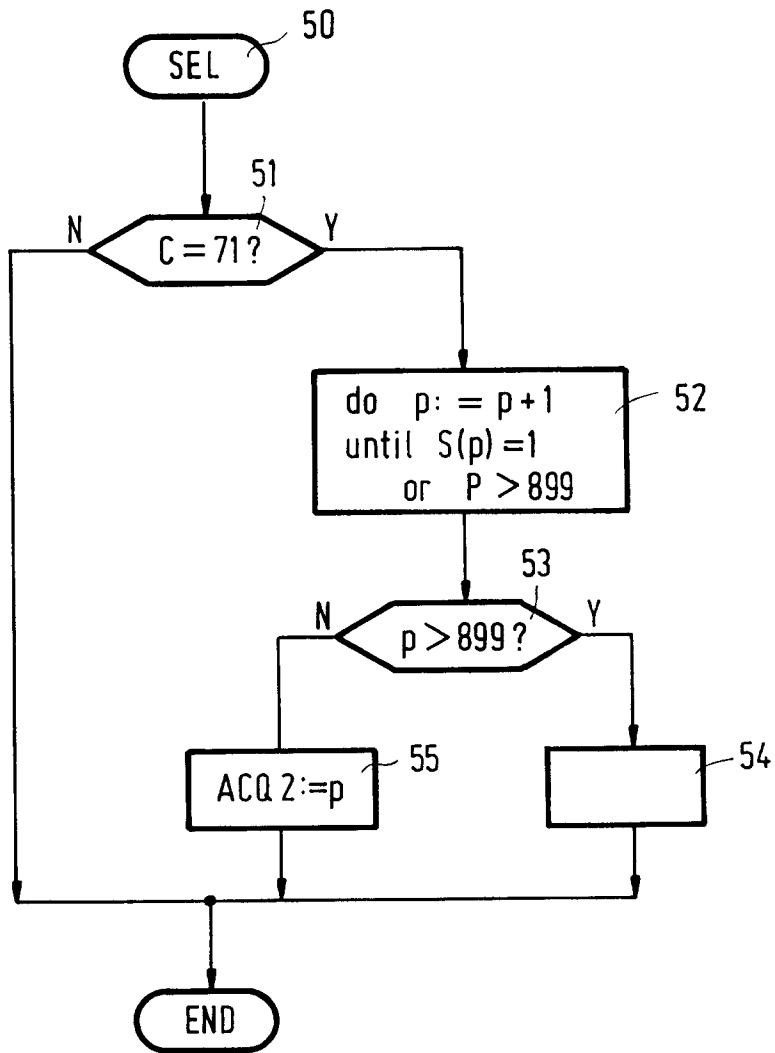 50
SEL
51
N
Y
C = 71 ?
do p: = p + 1
until S(p) = 1
or P > 899
52
53
N
Y
p > 899 ?
55
ACQ 2:=p
54
END